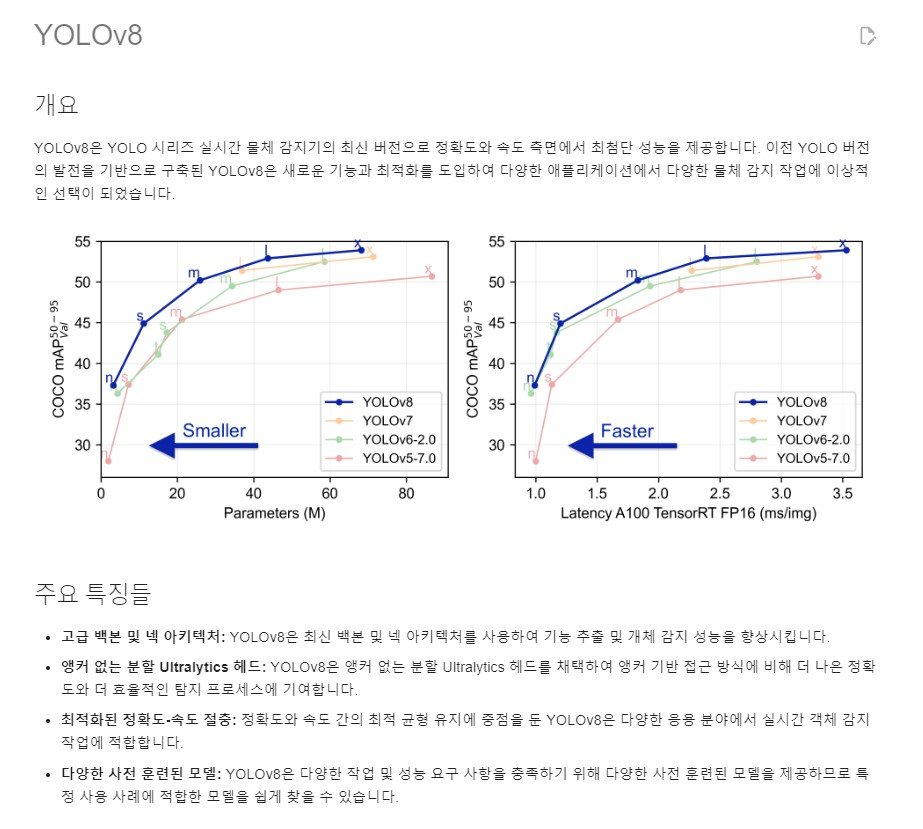 YOLOv8
개요
YOLOv8은 YOLO 시리즈 실시간 물체 감지기의 최신 버전으로 정확도와 속도 측면에서 최첨단 성능을 제공합니다. 이전 YOLO 버전
의 발전을 기반으로 구축된 YOLOv8은 새로운 기능과 최적화를 도입하여 다양한 애플리케이션에서 다양한 물체 감지 작업에 이상적
인 선택이 되었습니다.
55
50
45
40
35
30
COCO mAP50-95 Val
n
s
m
l
x
l
x
n
s
t
m
l
n
s
m
l
x
Smaller
YOLOv8
YOLOv7
YOLOv6-2.0
YOLOv5-7.0
0 20 40 60 80
Parameters (M)
55
50
45
40
35
30
COCO mAP50-95 Val
n
s
m
l
x
l
x
n
t
s
m
l
n
s
m
l
x
Faster
YOLOv8
YOLOv7
YOLOv6-2.0
YOLOv5-7.0
1.0 1.5 2.0 2.5 3.0 3.5
Latency A100 TensorRT FP16 (ms/img)
주요 특징들
• 고급 백본 및 넥 아키텍처: YOLOv8은 최신 백본 및 넥 아키텍처를 사용하여 기능 추출 및 개체 감지 성능을 향상시킵니다.
• 앵커 없는 분할 Ultralytics 헤드: YOLOv8은 앵커 없는 분할 Ultralytics 헤드를 채택하여 앵커 기반 접근 방식에 비해 더 나은 정확
도와 더 효율적인 탐지 프로세스에 기여합니다.
• 최적화된 정확도-속도 절충: 정확도와 속도 간의 최적 균형 유지에 중점을 둔 YOLOv8은 다양한 응용 분야에서 실시간 객체 감지
작업에 적합합니다.
• 다양한 사전 훈련된 모델: YOLOv8은 다양한 작업 및 성능 요구 사항을 충족하기 위해 다양한 사전 훈련된 모델을 제공하므로 특
정 사용 사례에 적합한 모델을 쉽게 찾을 수 있습니다.